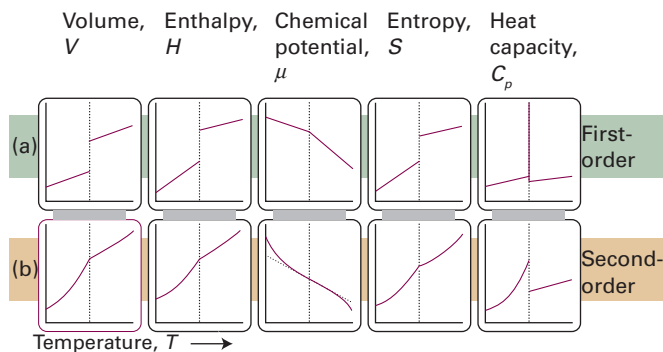 Volume,
V
Enthalpy,
H
Chemical
potential,
μ
Entropy,
S
Heat
capacity,
Cₚ
(a)
First-
order
(b)
Second-
order
Temperature, T →